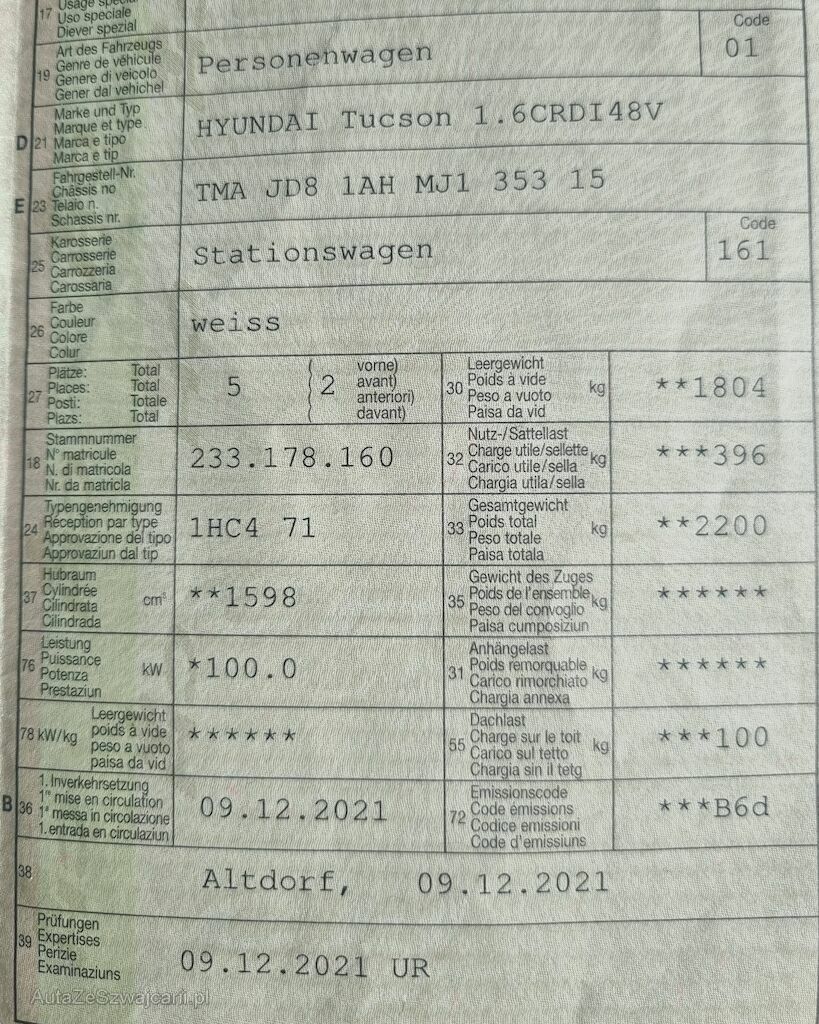 17 Usage spécial
Uso speciale
Diever spezial
19 Art des Fahrzeugs
Genre de véhicule
Genere di veicolo
Gener dal vehichel
Personenwagen
Code
01
D 21 Marke und Typ
Marque et type
Marca e tipo
Marca e tip
HYUNDAI Tucson 1.6CRDI48V
E 23 Fahrgestell-Nr.
Châssis no
Telaio n.
Schassis nr.
TMA JD8 1AH MJ1 353 15
25 Karosserie
Carrosserie
Carrozzeria
Carossaria
Stationswagen
Code
161
26 Farbe
Couleur
Colore
Colur
weiss
27 Plätze: Total
Places: Total
Posti: Totale
Plazs: Total
5 ( 2 vorne)
( avant)
( anteriori)
( davant)
30 Leergewicht
Poids à vide
Peso a vuoto
Paisa da vid
kg
**1804
18 Stammnummer
N° matricule
N. di matricola
Nr. da matricla
233.178.160
32 Nutz-/Sattellast
Charge utile/sellette
Carico utile/sella
Chargia utila/sella
kg
***396
24 Typengenehmigung
Réception par type
Approvazione del tipo
Approvaziun dal tip
1HC4 71
33 Gesamtgewicht
Poids total
Peso totale
Paisa totala
kg
**2200
37 Hubraum
Cylindrée
Cilindrata
Cilindrada
cm³
**1598
35 Gewicht des Zuges
Poids de l'ensemble
Peso del convoglio
Paisa cumposiziun
kg
******
76 Leistung
Puissance
Potenza
Prestaziun
kW
*100.0
31 Anhängelast
Poids remorquable
Carico rimorchiato
Chargia annexa
kg
******
78 kW/kg Leergewicht
poids à vide
peso a vuoto
paisa da vid
******
55 Dachlast
Charge sur le toit
Carico sul tetto
Chargia sin il tetg
kg
***100
B 36 1. Inverkehrsetzung
1re mise en circulation
1a messa in circolazione
1. entrada en circulaziun
09.12.2021
72 Emissionscode
Code émissions
Codice emissioni
Code d'emissiuns
***B6d
38
Altdorf, 09.12.2021
39 Prüfungen
Expertises
Perizie
Examinaziuns
09.12.2021 UR
AutaZeSzwajcarii.pl